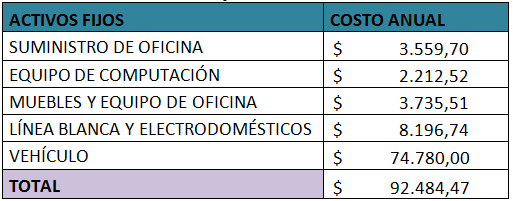 ACTIVOS FIJOS COSTO ANUAL
SUMINISTRO DE OFICINA $ 3.559,70
EQUIPO DE COMPUTACIÓN $ 2.212,52
MUEBLES Y EQUIPO DE OFICINA $ 3.735,51
LÍNEA BLANCA Y ELECTRODOMÉSTICOS $ 8.196,74
VEHÍCULO $ 74.780,00
TOTAL $ 92.484,47